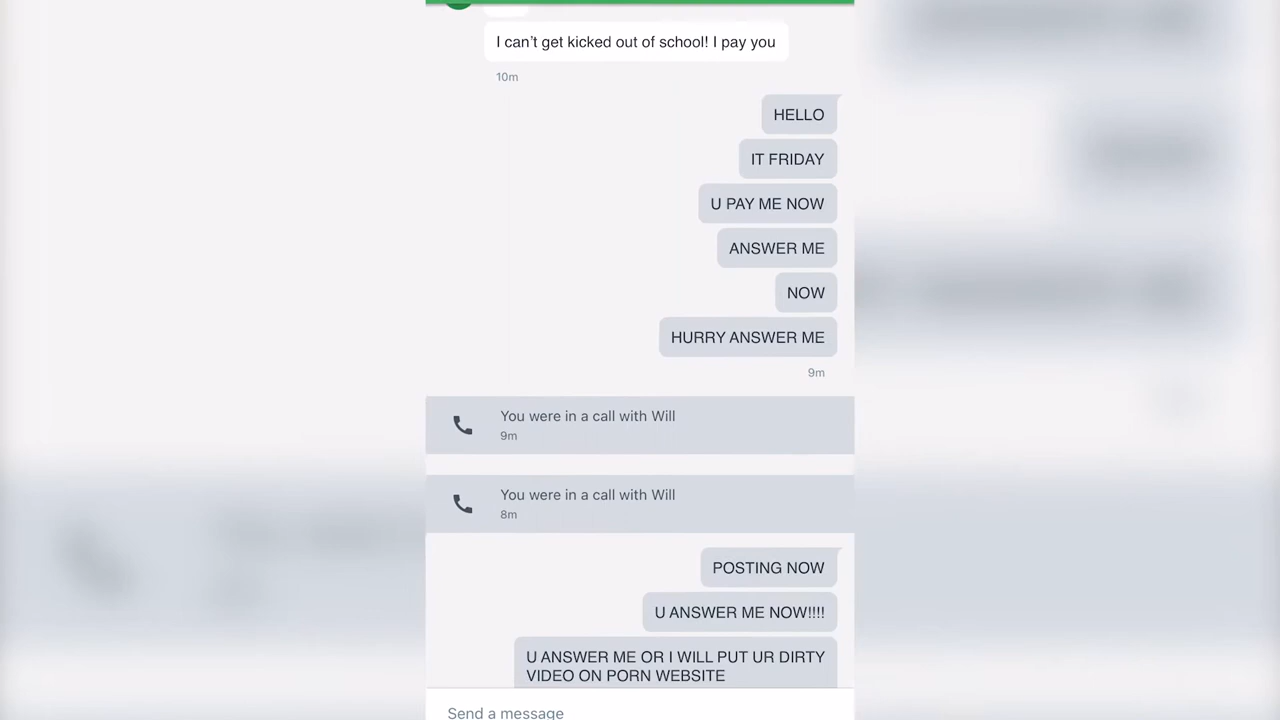 I can't get kicked out of school! I pay you
10m
HELLO
IT FRIDAY
U PAY ME NOW
ANSWER ME
NOW
HURRY ANSWER ME
9m
You were in a call with Will
9m
You were in a call with Will
8m
POSTING NOW
U ANSWER ME NOW!!!!
U ANSWER ME OR I WILL PUT UR DIRTY
VIDEO ON PORN WEBSITE
Send a message